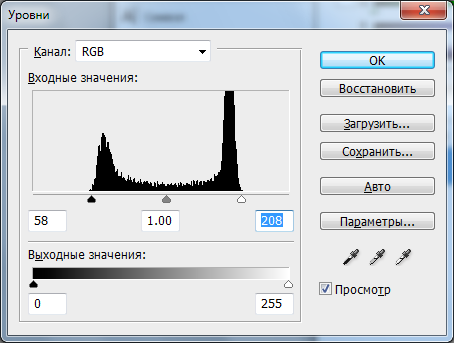 Уровни
Канал: RGB
Входные значения:
58 1.00 208
Выходные значения:
0 255
OK
Восстановить
Загрузить...
Сохранить...
Авто
Параметры...
Просмотр